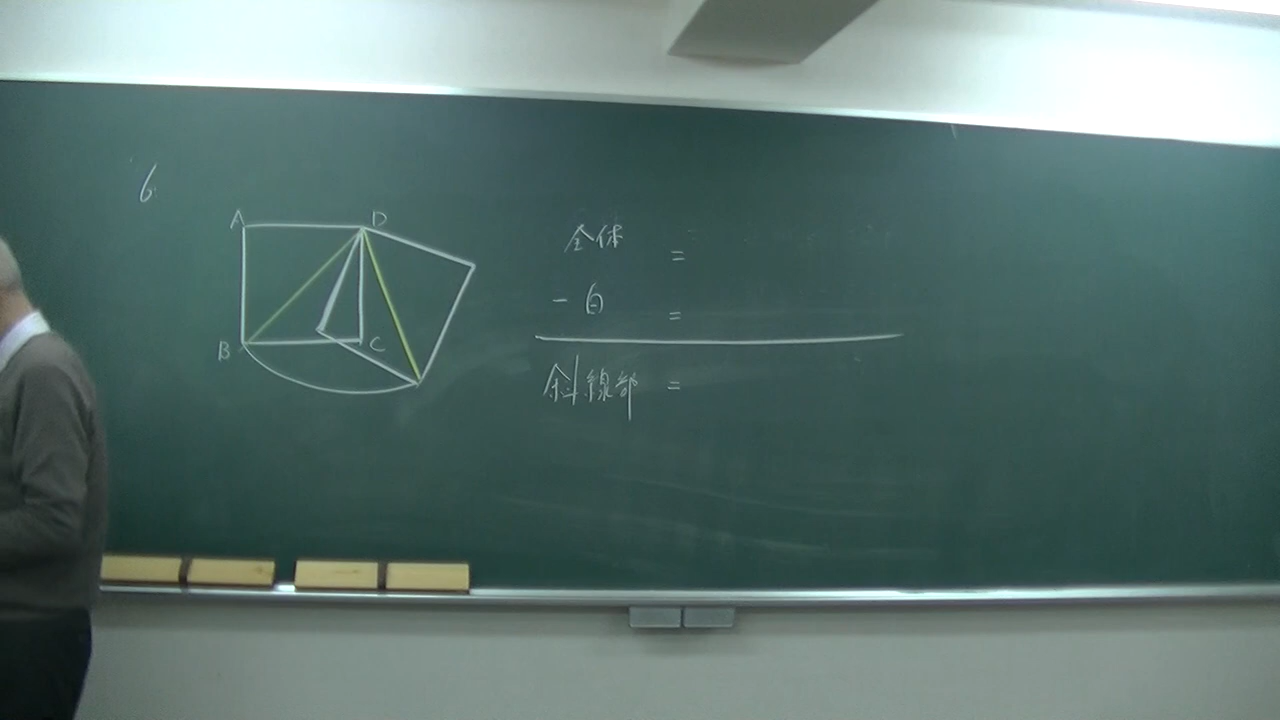 6.
A D
B C
全体 =
- 白 =
斜線部 =